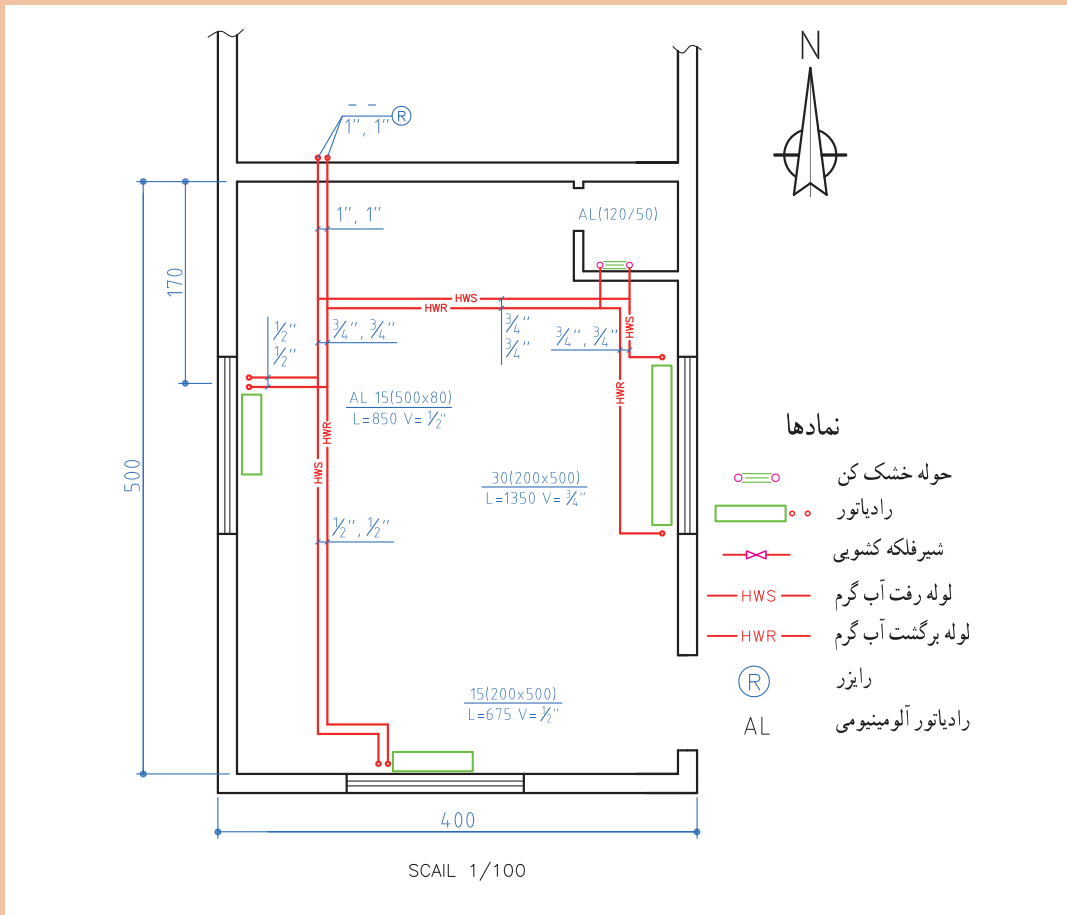 N
1″, 1″ R
1″, 1″
AL(120/50)
170
HWS
HWR
½″
½″
¾″, ¾″
¾″
¾″
¾″, ¾″
HWS
HWR
AL 15(500x80)
L=850 V=½″
HWR
HWS
500
30(200x500)
L=1350 V=¾″
½″, ½″
15(200x500)
L=675 V=½″
400
SCAIL 1/100
نمادها
حوله خشک کن
رادیاتور
شیرفلکه کشویی
HWS لوله رفت آب گرم
HWR لوله برگشت آب گرم
R رایزر
AL رادیاتور آلومینیومی